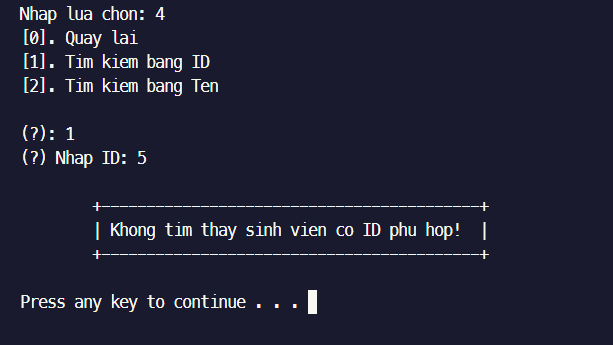 Nhap lua chon: 4
[0]. Quay lai
[1]. Tim kiem bang ID
[2]. Tim kiem bang Ten
(?): 1
(?) Nhap ID: 5
+------------------------------------------+
| Khong tim thay sinh vien co ID phu hop!  |
+------------------------------------------+
Press any key to continue . . .